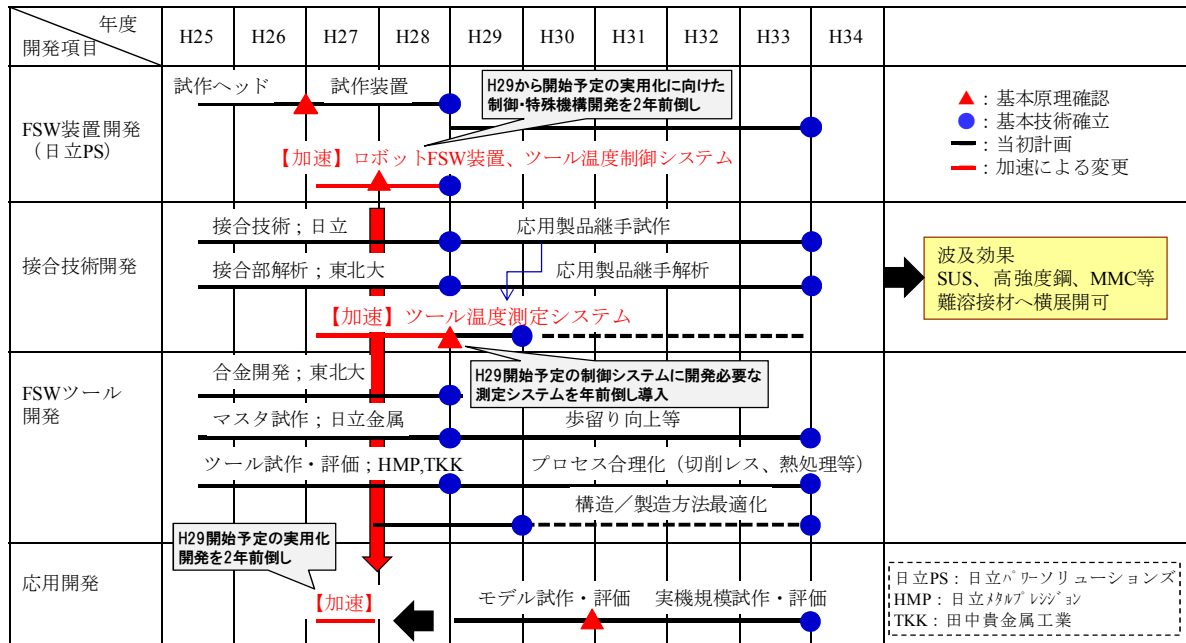 年度
開発項目
H25
H26
H27
H28
H29
H30
H31
H32
H33
H34
FSW装置開発
（日立PS）
試作ヘッド
試作装置
H29から開始予定の実用化に向けた
制御・特殊機構開発を2年前倒し
【加速】ロボットFSW装置、ツール温度制御システム
▲：基本原理確認
●：基本技術確立
━：当初計画
━：加速による変更
接合技術開発
接合技術；日立
応用製品継手試作
接合部解析；東北大
応用製品継手解析
【加速】ツール温度測定システム
H29開始予定の制御システムに開発必要な
測定システムを年前倒し導入
波及効果
SUS、高強度鋼、MMC等
難溶接材へ横展開可
FSWツール
開発
合金開発；東北大
マスタ試作；日立金属
歩留り向上等
ツール試作・評価；HMP,TKK
プロセス合理化（切削レス、熱処理等）
構造／製造方法最適化
H29開始予定の実用化
開発を2年前倒し
応用開発
【加速】
モデル試作・評価
実機規模試作・評価
日立PS：日立ﾊﾟﾜｰソリューションズ
HMP：日立ﾒﾀﾙﾌﾟﾚｼｼﾞｮﾝ
TKK：田中貴金属工業